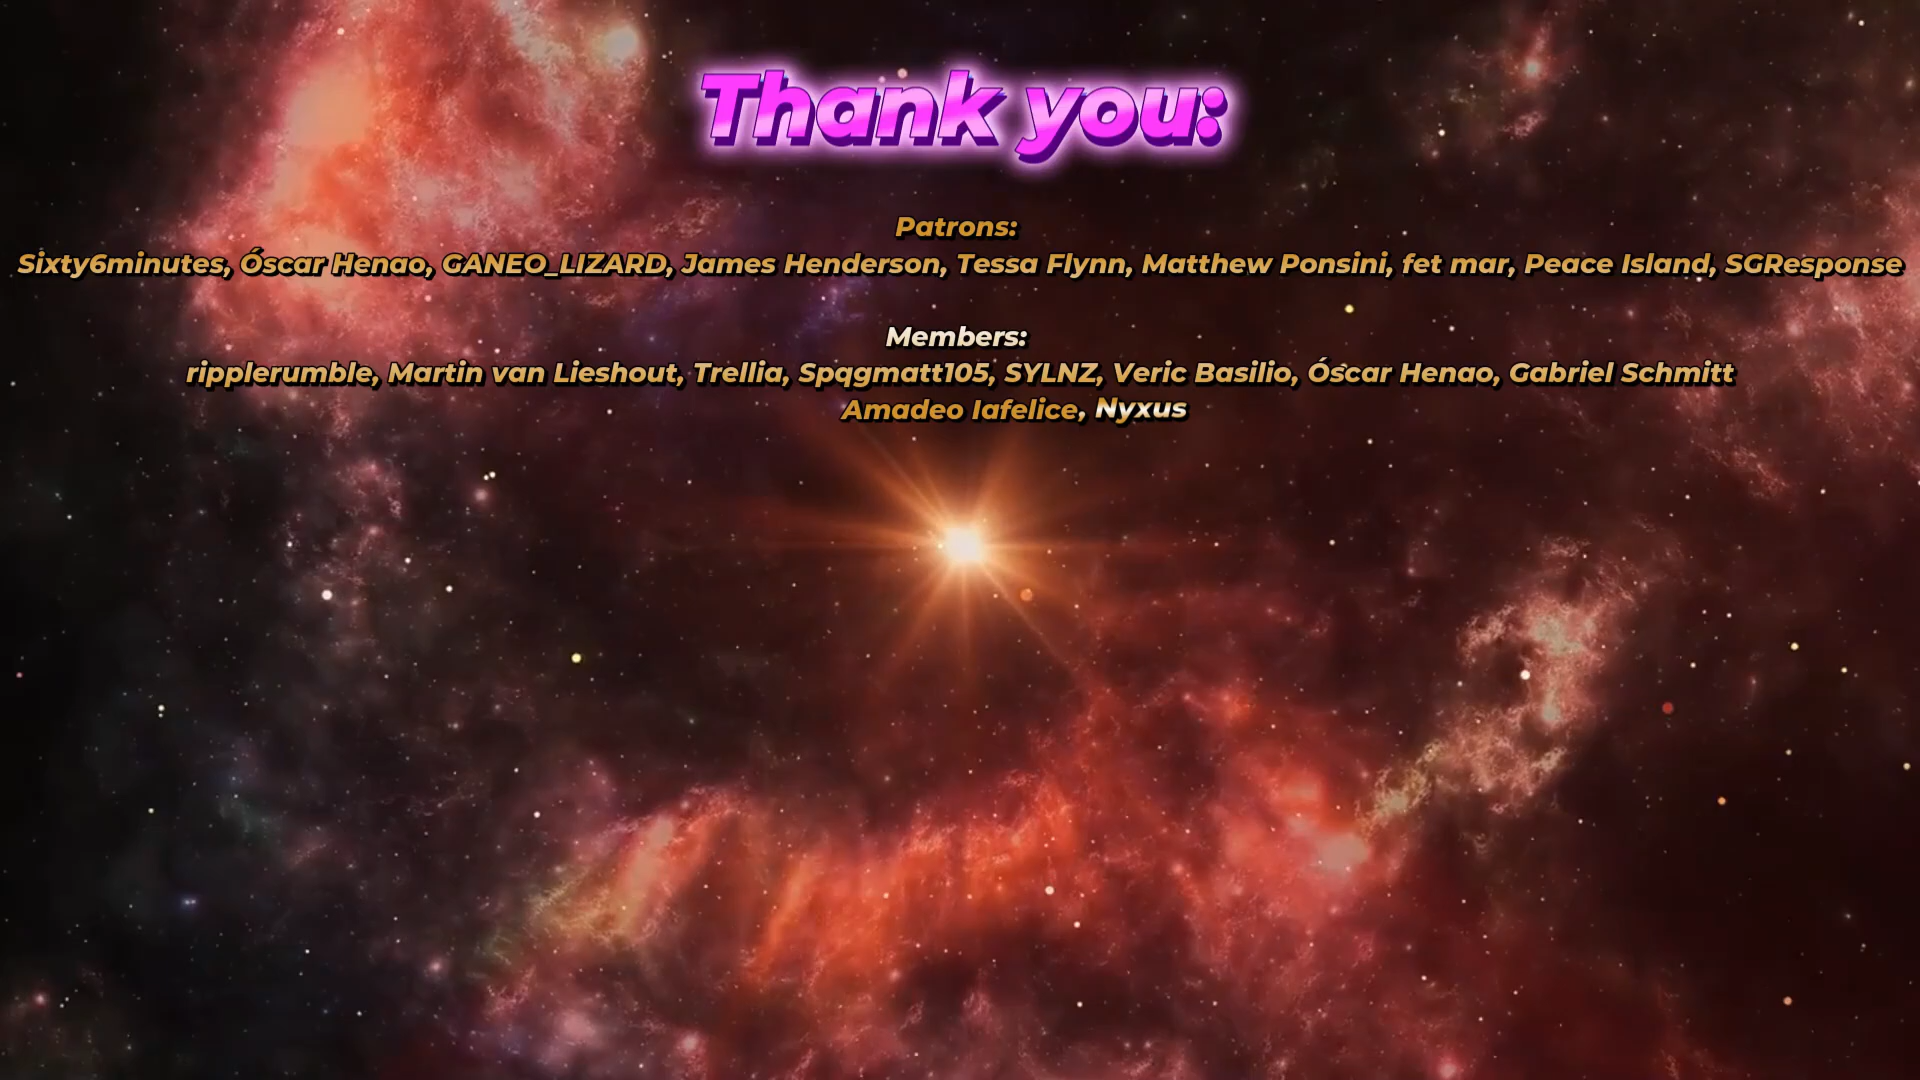 Thank you:
Patrons:
Sixty6minutes, Óscar Henao, GANEO_LIZARD, James Henderson, Tessa Flynn, Matthew Ponsini, fet mar, Peace Island, SGResponse
Members:
ripplerumble, Martin van Lieshout, Trellia, Spqgmatt105, SYLNZ, Veric Basilio, Óscar Henao, Gabriel Schmitt
Amadeo Iafelice, Nyxus